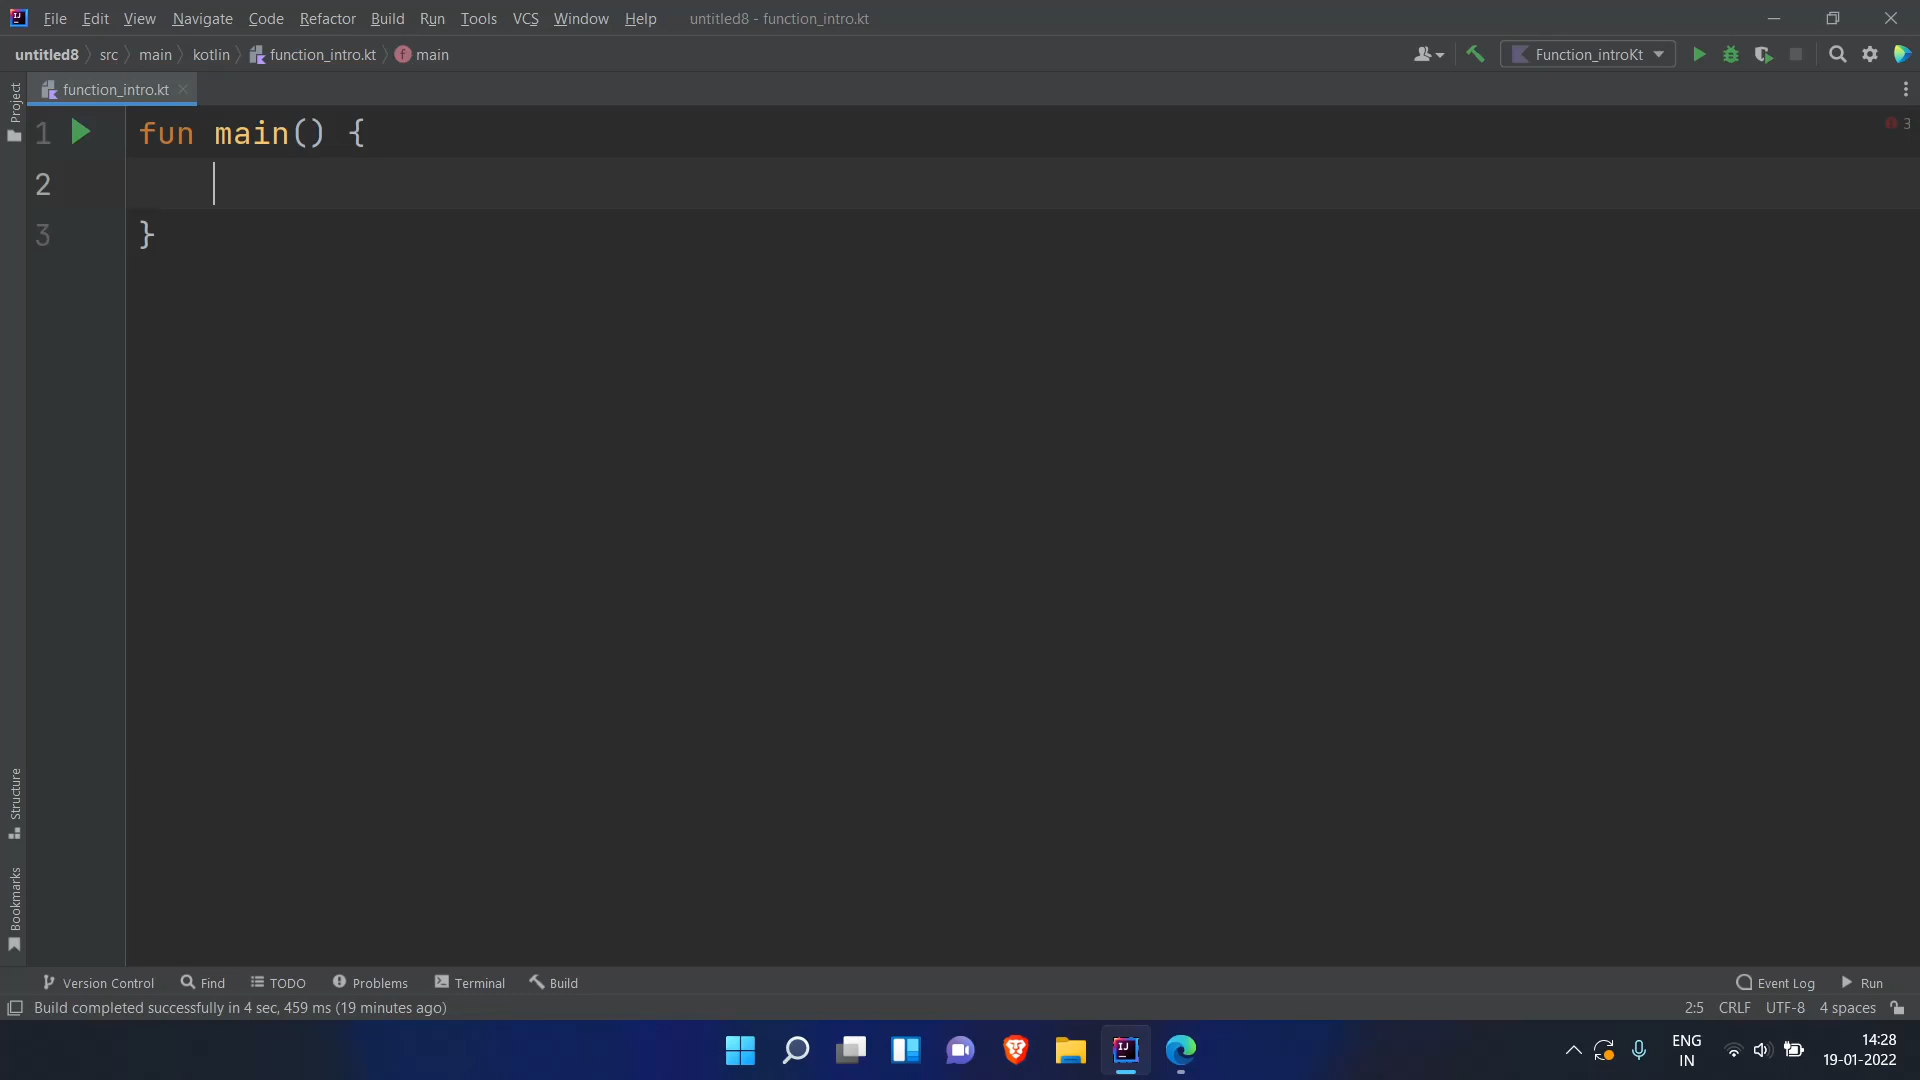 File Edit View Navigate Code Refactor Build Run Tools VCS Window Help untitled8 - function_intro.kt
untitled8 src main kotlin function_intro.kt main Function_introKt
Project
function_intro.kt
3
1 fun main() {
2
3 }
Structure
Bookmarks
Version Control Find TODO Problems Terminal Build Event Log Run
Build completed successfully in 4 sec, 459 ms (19 minutes ago) 2:5 CRLF UTF-8 4 spaces
ENG 14:28
IN 19-01-2022